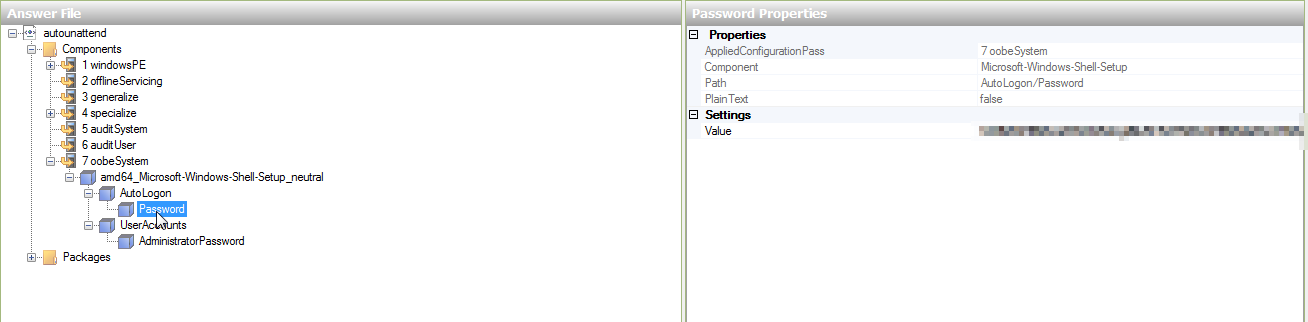 Answer File
autounattend
Components
1 windowsPE
2 offlineServicing
3 generalize
4 specialize
5 auditSystem
6 auditUser
7 oobeSystem
amd64_Microsoft-Windows-Shell-Setup_neutral
AutoLogon
Password
UserAccounts
AdministratorPassword
Packages
Password Properties
Properties
AppliedConfigurationPass 7 oobeSystem
Component Microsoft-Windows-Shell-Setup
Path AutoLogon/Password
PlainText false
Settings
Value